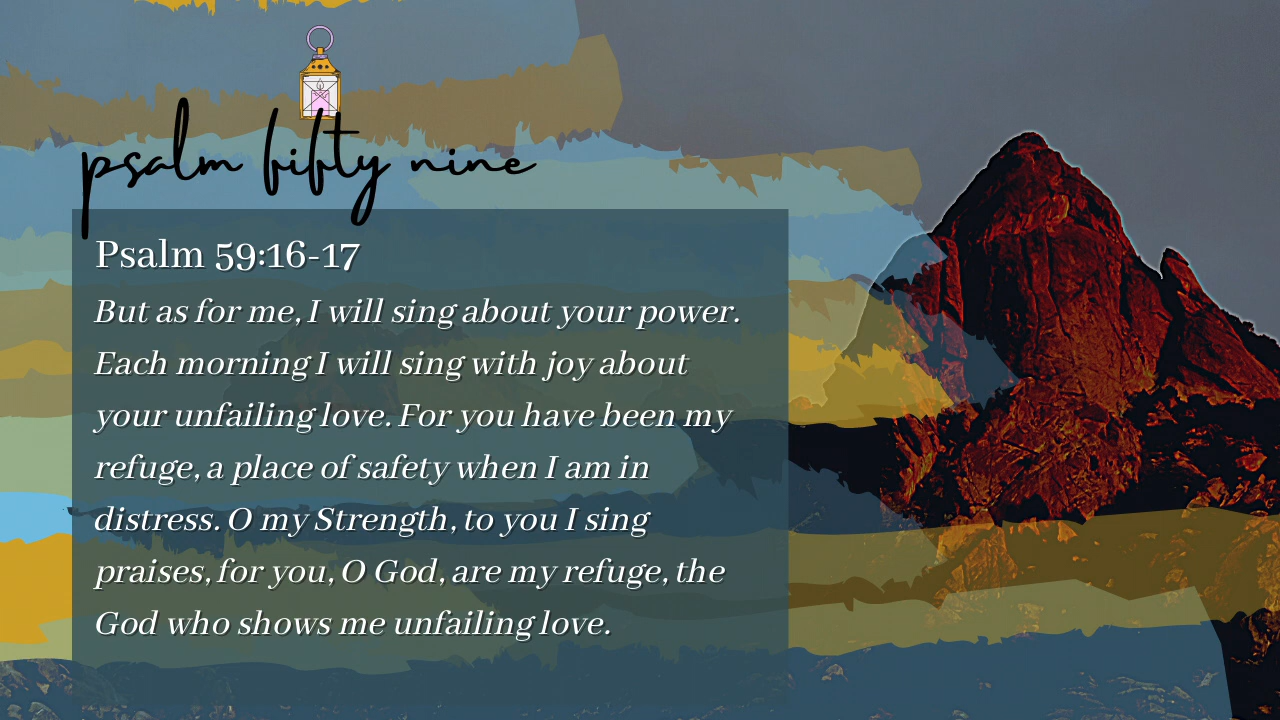 psalm fifty nine
Psalm 59:16-17
But as for me, I will sing about your power.
Each morning I will sing with joy about
your unfailing love. For you have been my
refuge, a place of safety when I am in
distress. O my Strength, to you I sing
praises, for you, O God, are my refuge, the
God who shows me unfailing love.